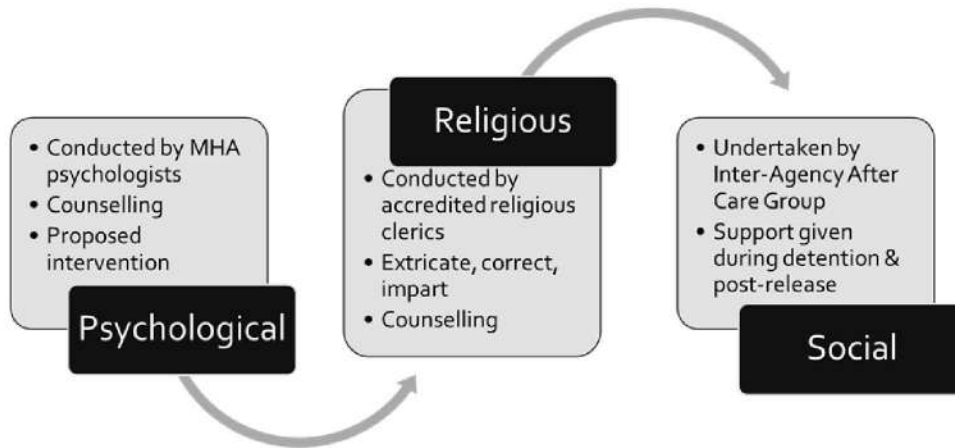 • Conducted by MHA
psychologists
• Counselling
• Proposed
intervention
Psychological
Religious
• Conducted by
accredited religious
clerics
• Extricate, correct,
impart
• Counselling
• Undertaken by
Inter-Agency After
Care Group
• Support given
during detention &
post-release
Social